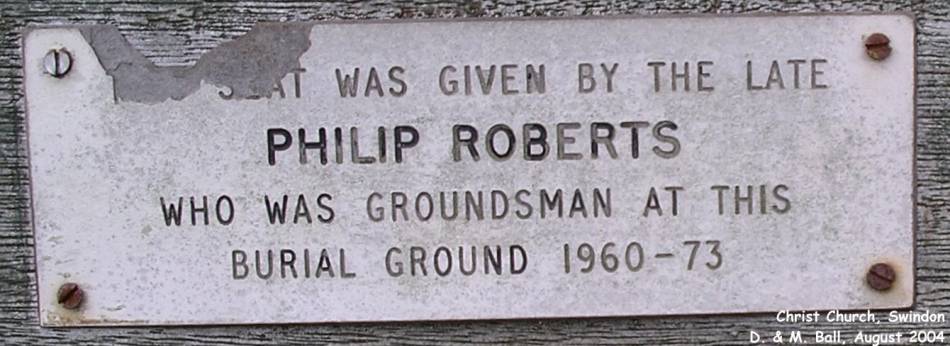 SEAT WAS GIVEN BY THE LATE
PHILIP ROBERTS
WHO WAS GROUNDSMAN AT THIS
BURIAL GROUND 1960-73
Christ Church, Swindon
D. & M. Ball, August 2004